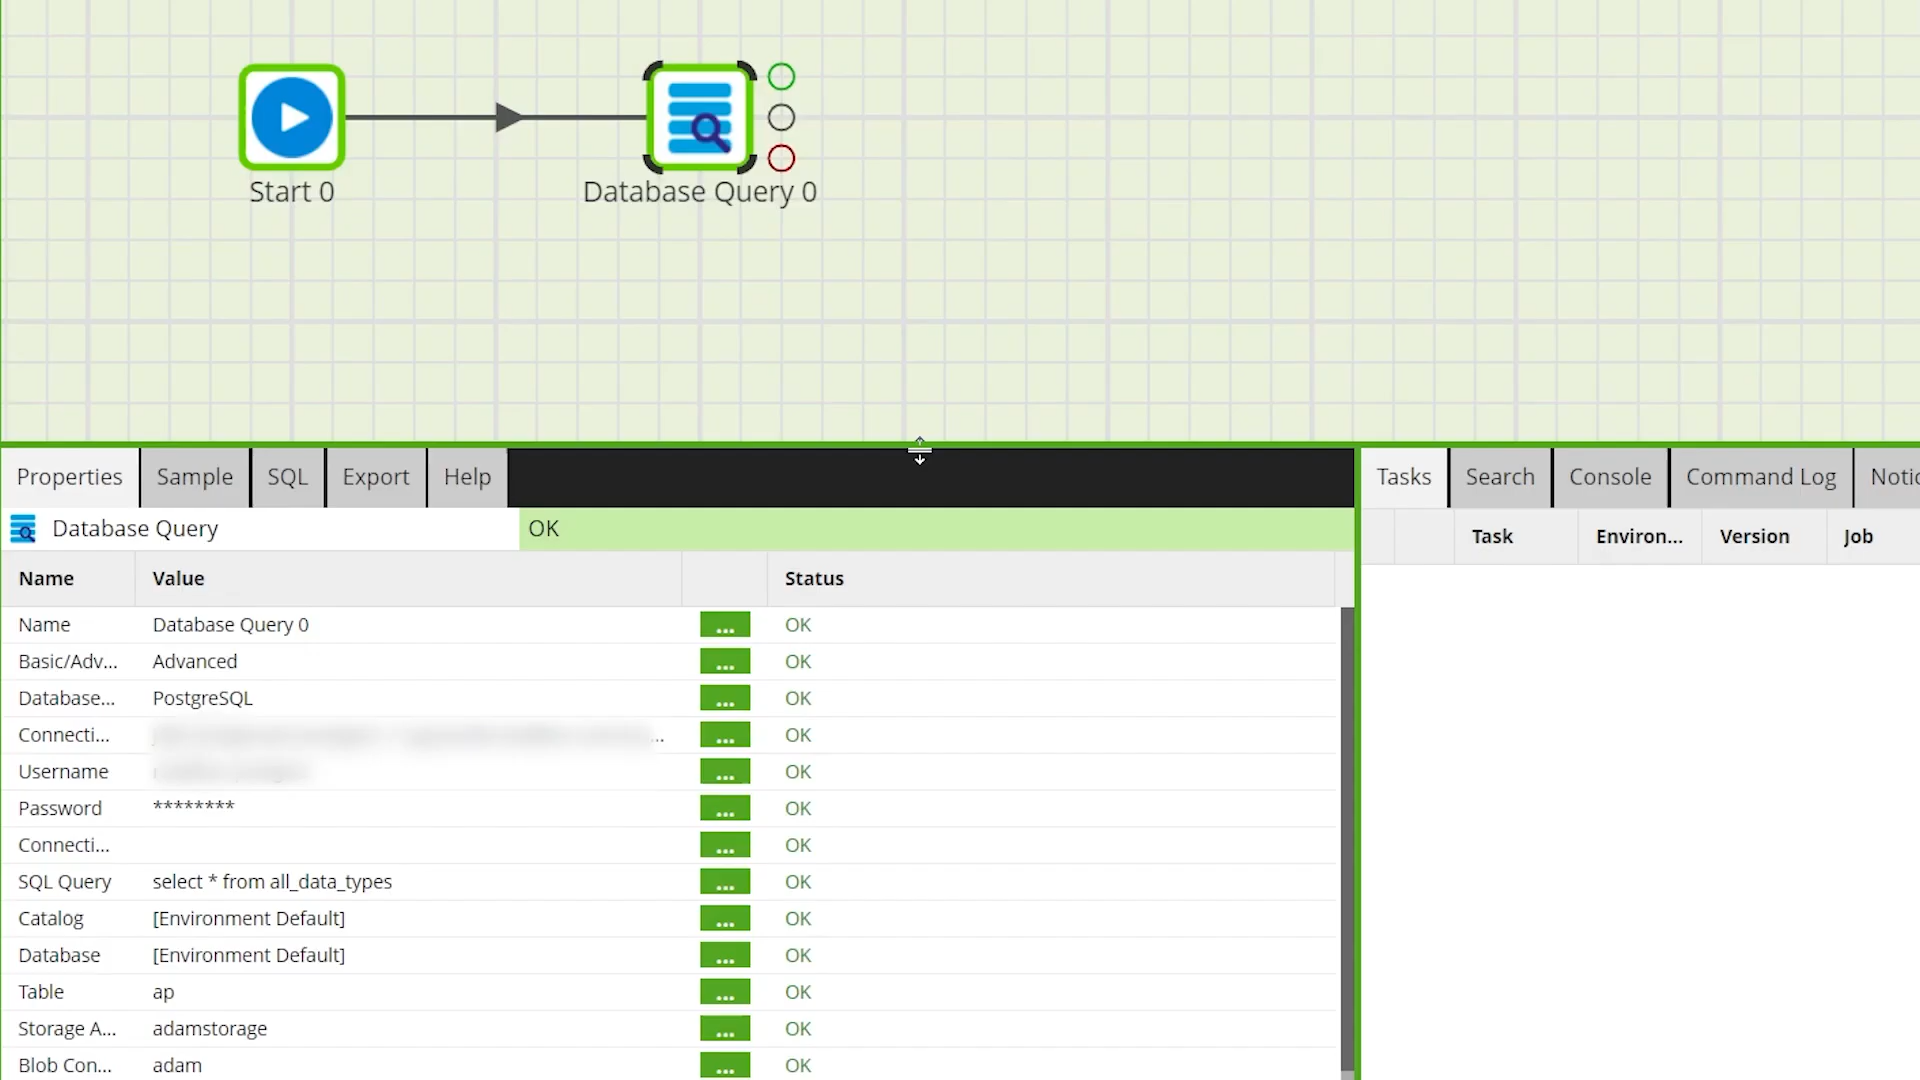 Start 0
Database Query 0
Properties Sample SQL Export Help
Tasks Search Console Command Log Notic
Database Query OK
Task Environ... Version Job
Name Value Status
Name Database Query 0 ... OK
Basic/Adv... Advanced ... OK
Database... PostgreSQL ... OK
Connecti... ... ... OK
Username ... OK
Password ******** ... OK
Connecti... ... OK
SQL Query select * from all_data_types ... OK
Catalog [Environment Default] ... OK
Database [Environment Default] ... OK
Table ap ... OK
Storage A... adamstorage ... OK
Blob Con... adam ... OK